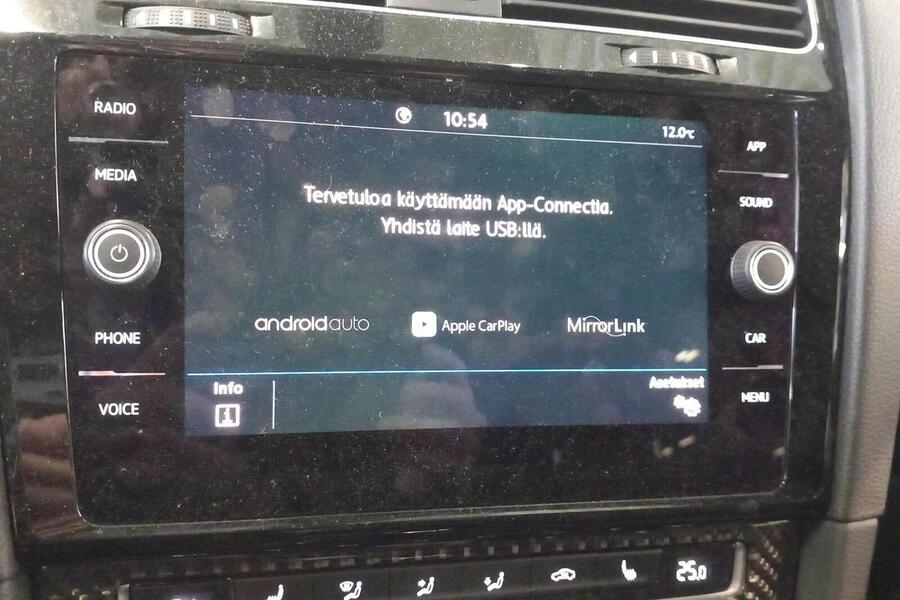 RADIO
MEDIA
PHONE
VOICE
10:54
12.0°C
Tervetuloa käyttämään App-Connectia.
Yhdistä laite USB:llä.
androidauto
Apple CarPlay
MirrorLink
Info
i
Asetukset
APP
SOUND
CAR
MENU
25.0